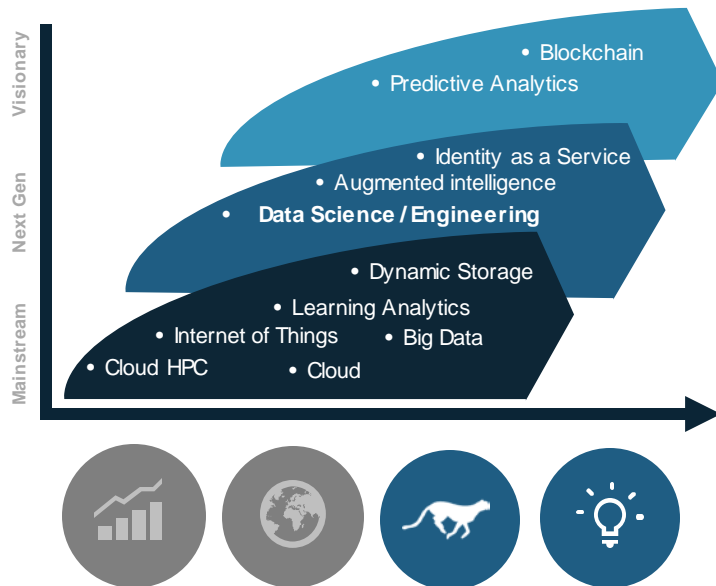 Visionary
• Blockchain
• Predictive Analytics
Next Gen
• Identity as a Service
• Augmented intelligence
• Data Science / Engineering
Mainstream
• Dynamic Storage
• Learning Analytics
• Internet of Things
• Big Data
• Cloud HPC
• Cloud